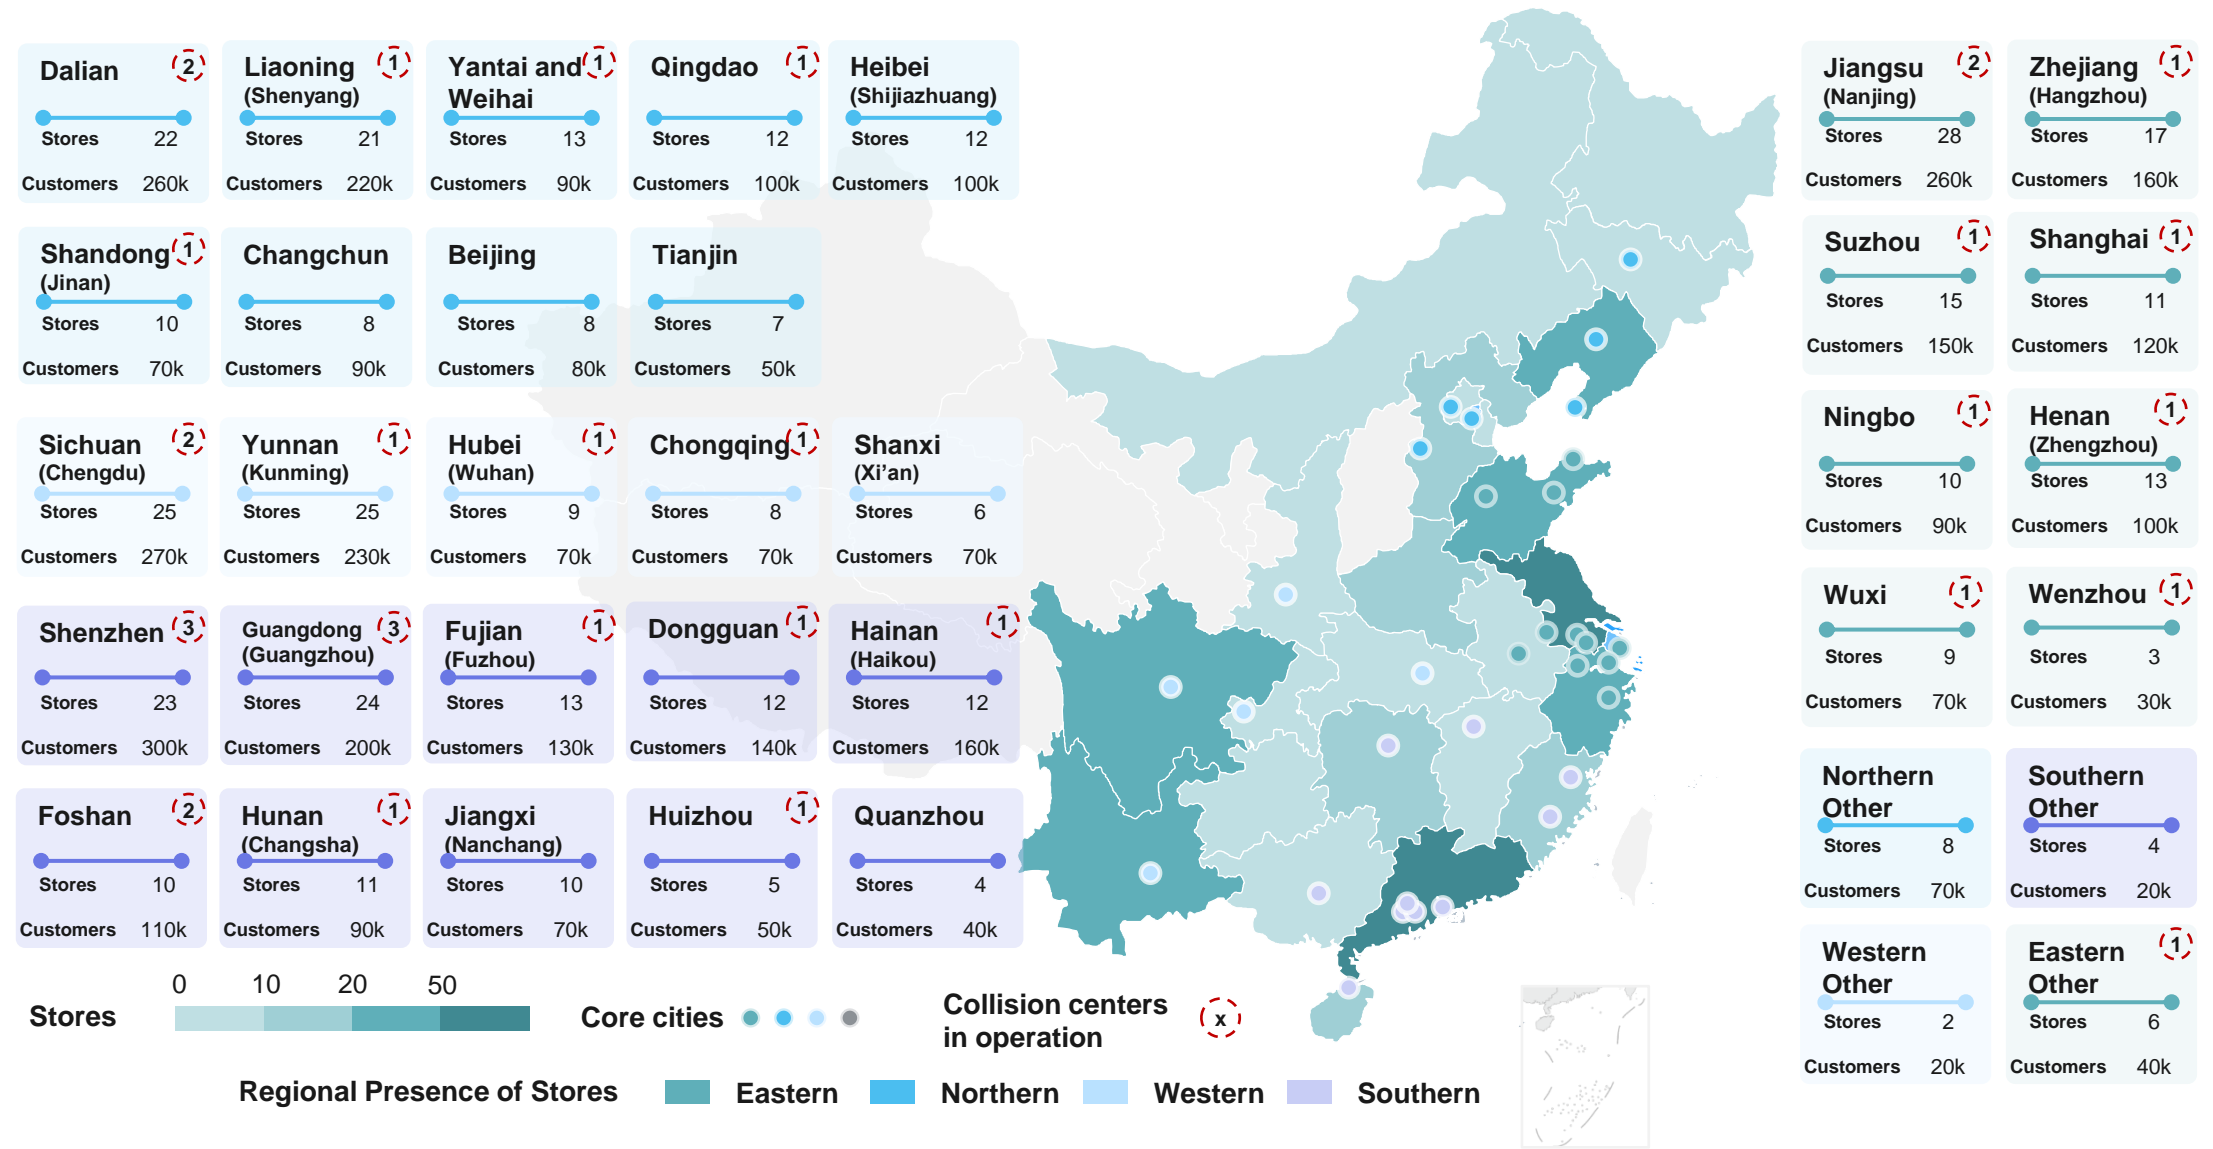 Dalian 2
Stores 22
Customers 260k
Liaoning 1
(Shenyang)
Stores 21
Customers 220k
Yantai and 1
Weihai
Stores 13
Customers 90k
Qingdao 1
Stores 12
Customers 100k
Heibei
(Shijiazhuang)
Stores 12
Customers 100k
Jiangsu 2
(Nanjing)
Stores 28
Customers 260k
Zhejiang 1
(Hangzhou)
Stores 17
Customers 160k
Shandong 1
(Jinan)
Stores 10
Customers 70k
Changchun
Stores 8
Customers 90k
Beijing
Stores 8
Customers 80k
Tianjin
Stores 7
Customers 50k
Suzhou 1
Stores 15
Customers 150k
Shanghai 1
Stores 11
Customers 120k
Sichuan 2
(Chengdu)
Stores 25
Customers 270k
Yunnan 1
(Kunming)
Stores 25
Customers 230k
Hubei 1
(Wuhan)
Stores 9
Customers 70k
Chongqing 1
Stores 8
Customers 70k
Shanxi
(Xi’an)
Stores 6
Customers 70k
Ningbo 1
Stores 10
Customers 90k
Henan 1
(Zhengzhou)
Stores 13
Customers 100k
Shenzhen 3
Stores 23
Customers 300k
Guangdong 3
(Guangzhou)
Stores 24
Customers 200k
Fujian 1
(Fuzhou)
Stores 13
Customers 130k
Dongguan 1
Stores 12
Customers 140k
Hainan 1
(Haikou)
Stores 12
Customers 160k
Wuxi 1
Stores 9
Customers 70k
Wenzhou 1
Stores 3
Customers 30k
Foshan 2
Stores 10
Customers 110k
Hunan 1
(Changsha)
Stores 11
Customers 90k
Jiangxi
(Nanchang)
Stores 10
Customers 70k
Huizhou 1
Stores 5
Customers 50k
Quanzhou
Stores 4
Customers 40k
Northern
Other
Stores 8
Customers 70k
Southern
Other
Stores 4
Customers 20k
Western
Other
Stores 2
Customers 20k
Eastern 1
Other
Stores 6
Customers 40k
0 10 20 50
Stores
Core cities
Collision centers
in operation
x
Regional Presence of Stores
Eastern
Northern
Western
Southern